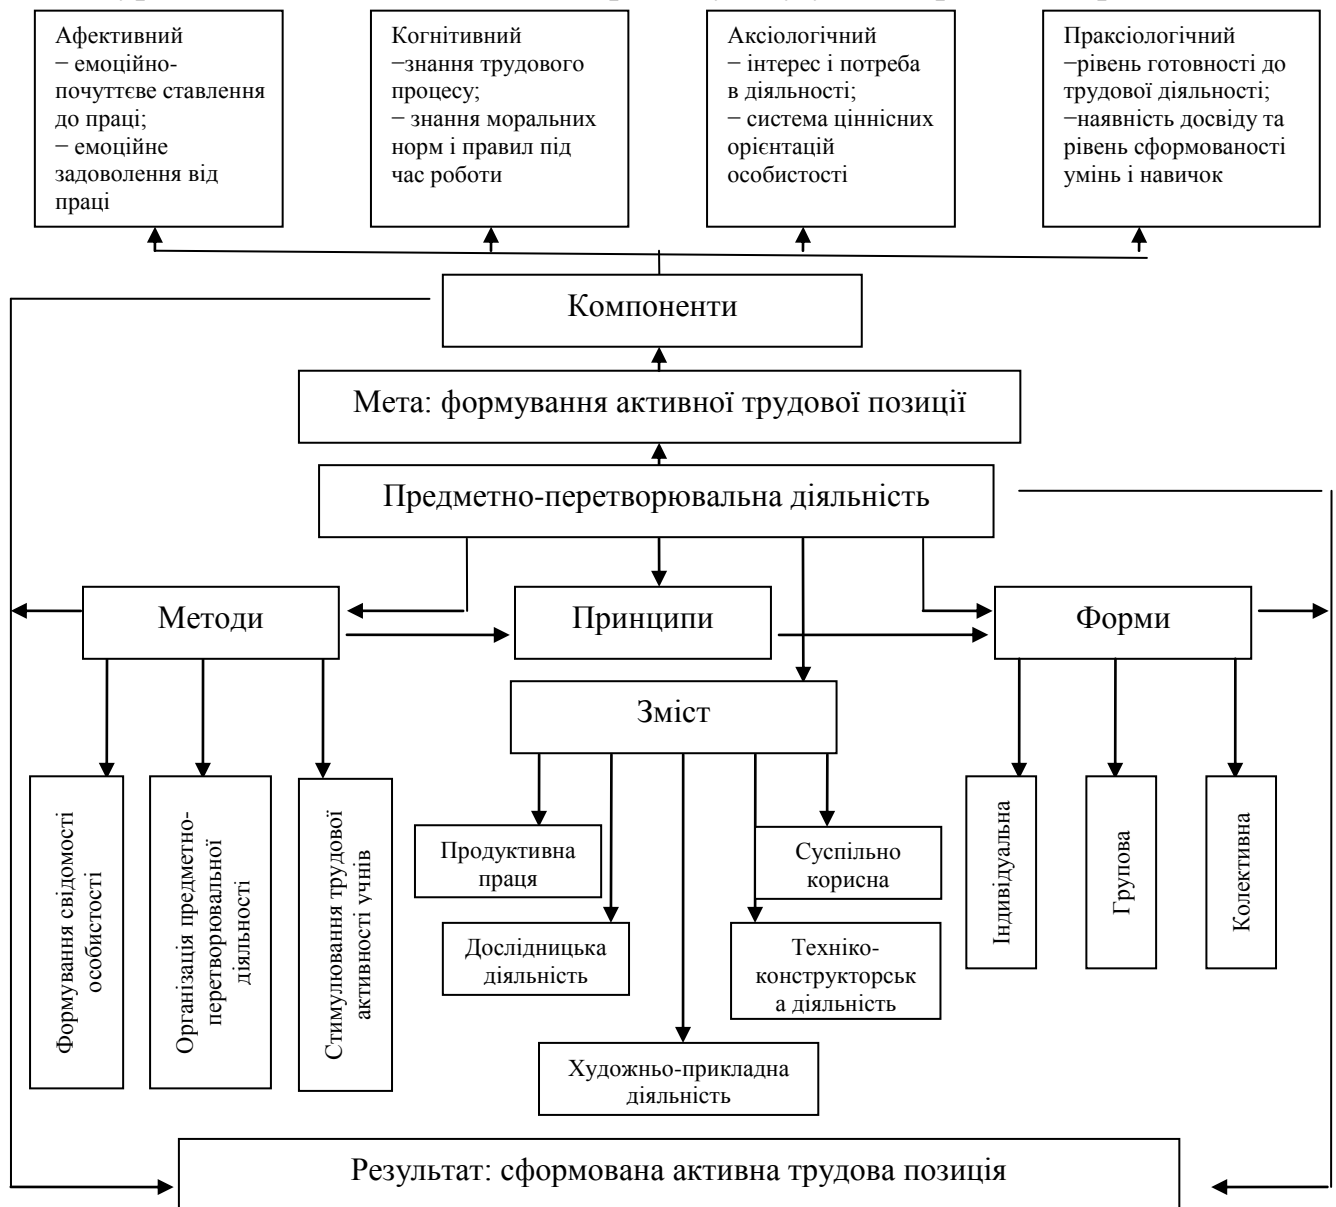 Афективний
− емоційно-
почуттєве ставлення
до праці;
− емоційне
задоволення від
праці
Когнітивний
−знання трудового
процесу;
− знання моральних
норм і правил під
час роботи
Аксіологічний
− інтерес і потреба
в діяльності;
− система ціннісних
орієнтацій
особистості
Праксіологічний
−рівень готовності до
трудової діяльності;
−наявність досвіду та
рівень сформованості
умінь і навичок
Компоненти
Мета: формування активної трудової позиції
Предметно-перетворювальна діяльність
Методи
Принципи
Форми
Зміст
Формування свідомості
особистості
Організація предметно-
перетворювальної
діяльності
Стимулювання трудової
активності учнів
Продуктивна
праця
Суспільно
корисна
Дослідницька
діяльність
Техніко-
конструкторськ
а діяльність
Художньо-прикладна
діяльність
Індивідуальна
Групова
Колективна
Результат: сформована активна трудова позиція